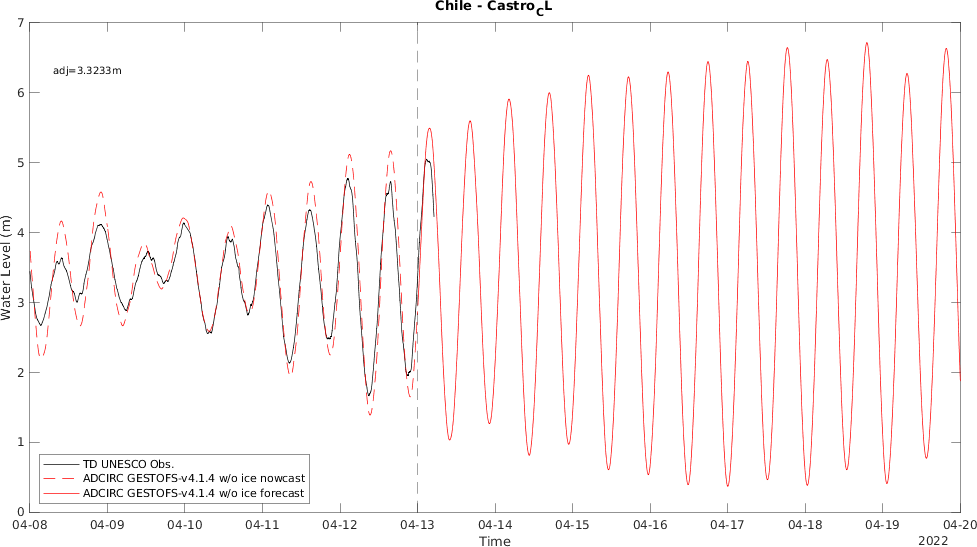 Chile - Castro_CL
7
6
5
4
3
2
1
0
Water Level (m)
adj=3.3233m
TD UNESCO Obs.
ADCIRC GESTOFS-v4.1.4 w/o ice nowcast
ADCIRC GESTOFS-v4.1.4 w/o ice forecast
04-08 04-09 04-10 04-11 04-12 04-13 04-14 04-15 04-16 04-17 04-18 04-19 04-20
Time
2022